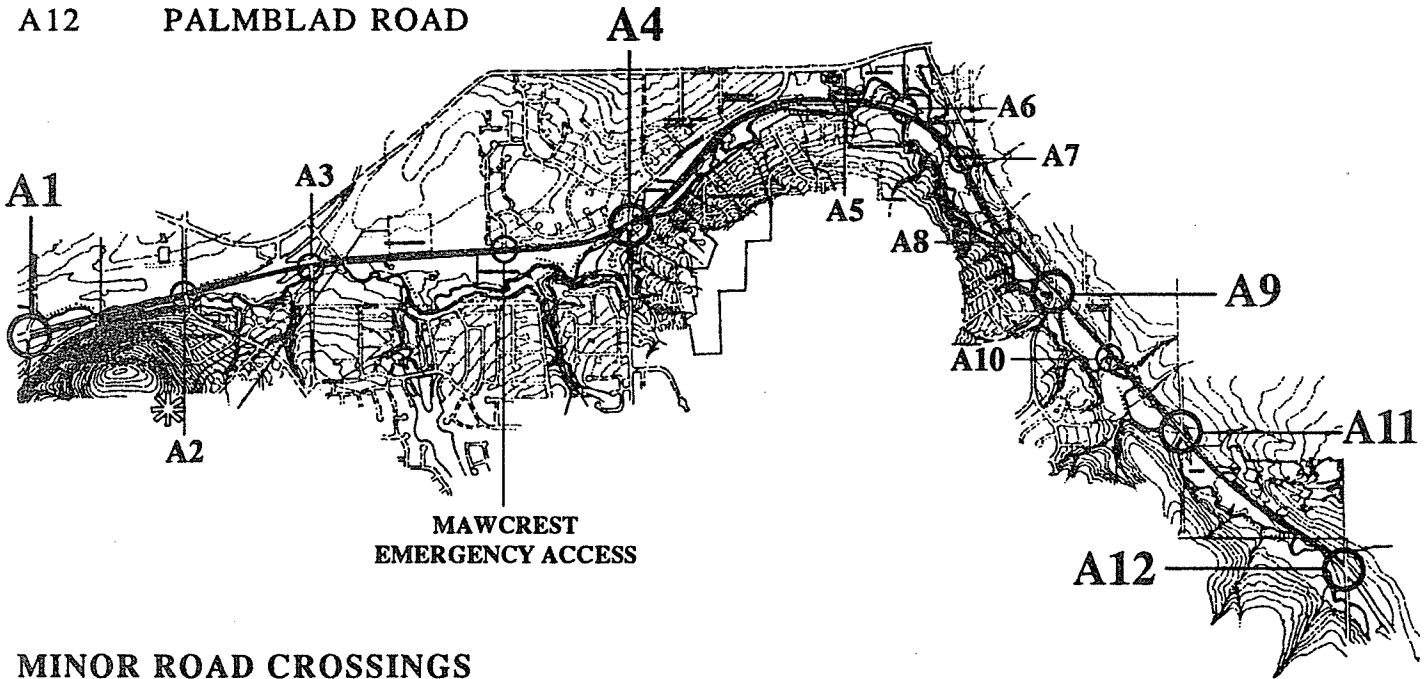 A12 PALMBLAD ROAD
A4
A6
A3
A7
A1
A5
A8
A9
A10
A11
A2
MAWCREST
EMERGENCY ACCESS
A12
MINOR ROAD CROSSINGS